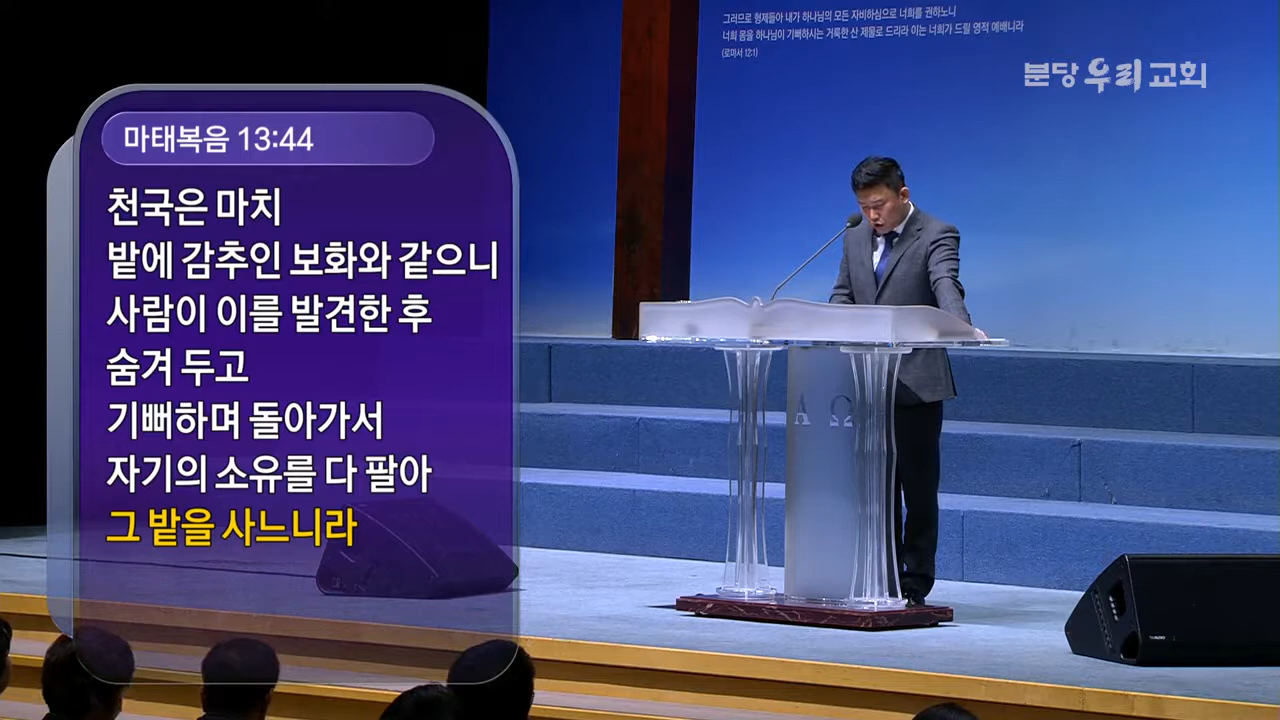 그러므로 형제들아 내가 하나님의 모든 자비하심으로 너희를 권하노니
너희 몸을 하나님이 기뻐하시는 거룩한 산 제물로 드리라 이는 너희가 드릴 영적 예배니라
(로마서 12:1)
분당우리교회
마태복음 13:44
천국은 마치
밭에 감추인 보화와 같으니
사람이 이를 발견한 후
숨겨 두고
기뻐하며 돌아가서
자기의 소유를 다 팔아
그 밭을 사느니라
Α Ω